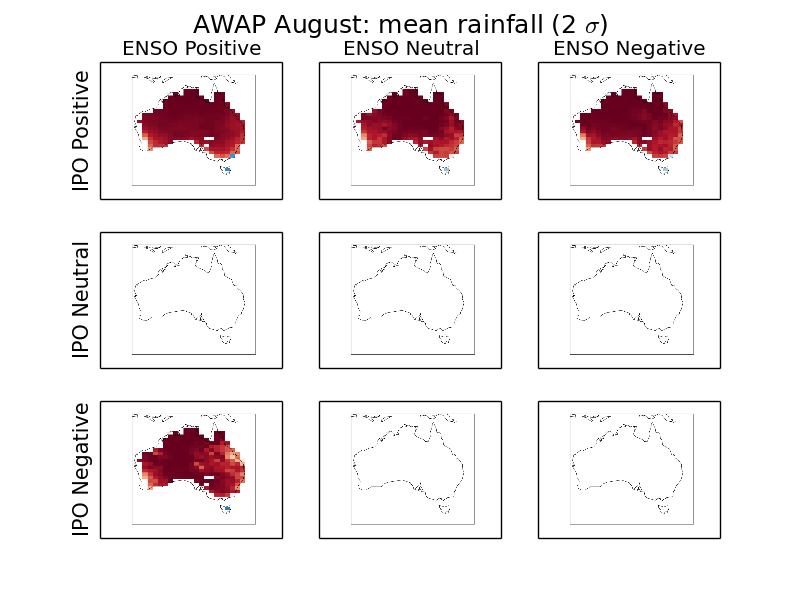 AWAP August: mean rainfall (2 σ)
ENSO Positive ENSO Neutral ENSO Negative
IPO Positive
IPO Neutral
IPO Negative